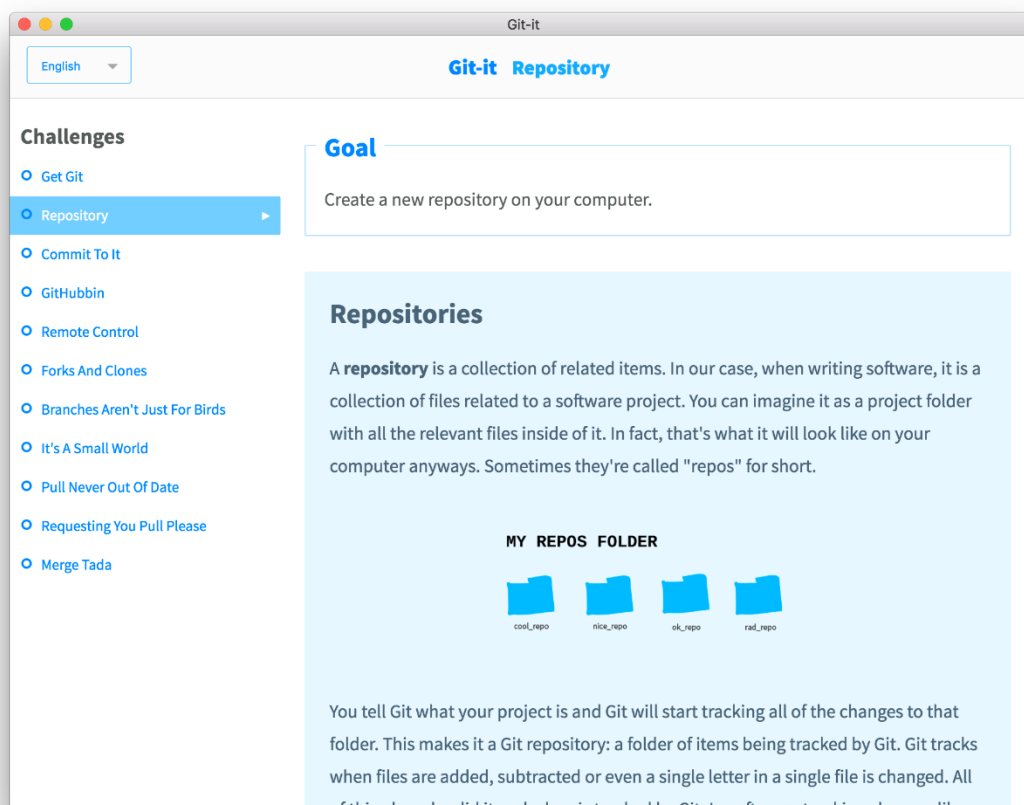 Git-it
English
Git-it Repository
Challenges
Get Git
Repository
Commit To It
GitHubbin
Remote Control
Forks And Clones
Branches Aren't Just For Birds
It's A Small World
Pull Never Out Of Date
Requesting You Pull Please
Merge Tada
Goal
Create a new repository on your computer.
Repositories
A repository is a collection of related items. In our case, when writing software, it is a
collection of files related to a software project. You can imagine it as a project folder
with all the relevant files inside of it. In fact, that's what it will look like on your
computer anyways. Sometimes they're called "repos" for short.
MY REPOS FOLDER
cool_repo nice_repo ok_repo rad_repo
You tell Git what your project is and Git will start tracking all of the changes to that
folder. This makes it a Git repository: a folder of items being tracked by Git. Git tracks
when files are added, subtracted or even a single letter in a single file is changed. All